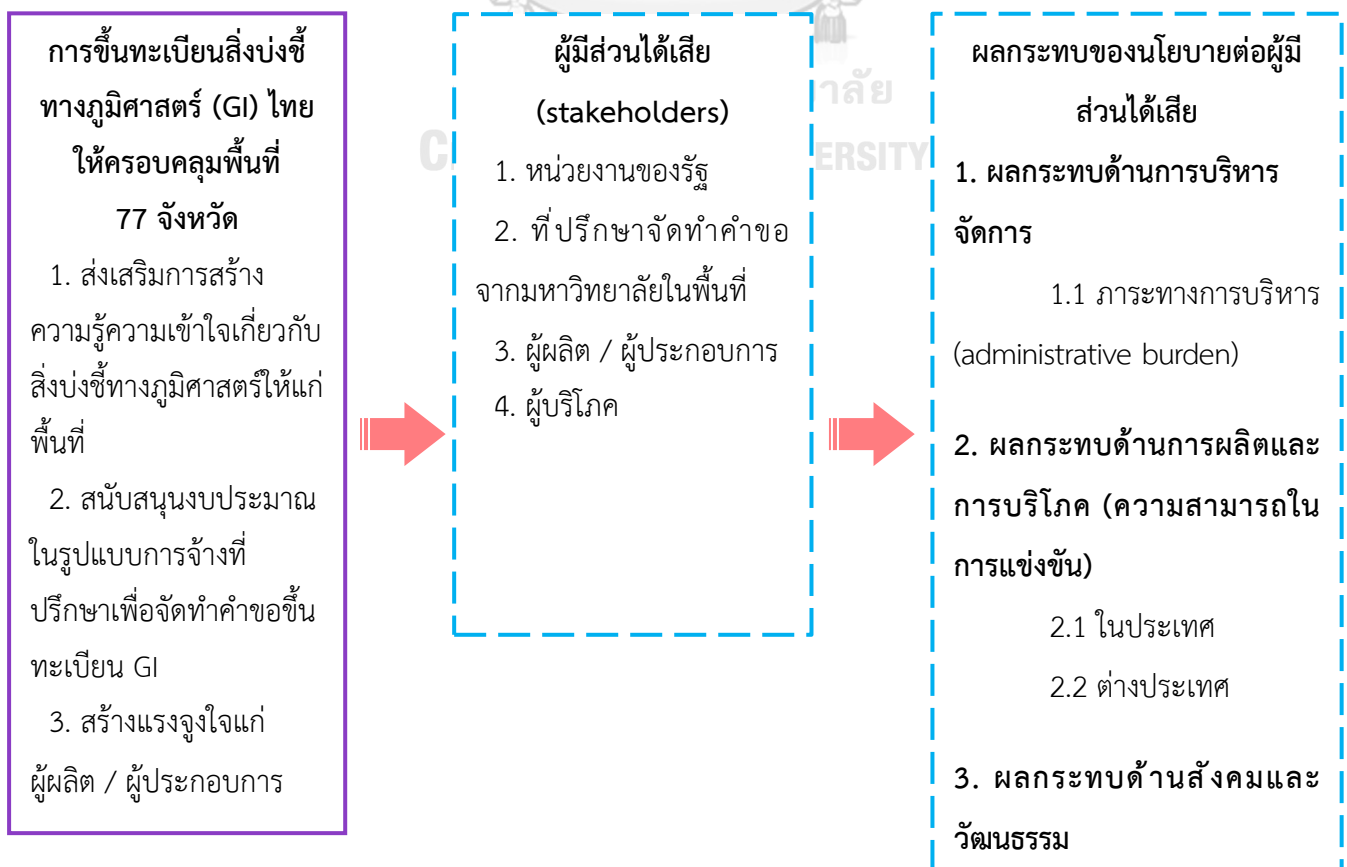 การขึ้นทะเบียนสิ่งบ่งชี้
ทางภูมิศาสตร์ (GI) ไทย
ให้ครอบคลุมพื้นที่
77 จังหวัด
1. ส่งเสริมการสร้าง
ความรู้ความเข้าใจเกี่ยวกับ
สิ่งบ่งชี้ทางภูมิศาสตร์ให้แก่
พื้นที่
2. สนับสนุนงบประมาณ
ในรูปแบบการจ้างที่
ปรึกษาเพื่อจัดทำคำขอขึ้น
ทะเบียน GI
3. สร้างแรงจูงใจแก่
ผู้ผลิต / ผู้ประกอบการ
ผู้มีส่วนได้เสีย
(stakeholders)
1. หน่วยงานของรัฐ
2. ที่ปรึกษาจัดทำคำขอ
จากมหาวิทยาลัยในพื้นที่
3. ผู้ผลิต / ผู้ประกอบการ
4. ผู้บริโภค
ผลกระทบของนโยบายต่อผู้มี
ส่วนได้เสีย
1. ผลกระทบด้านการบริหาร
จัดการ
1.1 ภาระทางการบริหาร
(administrative burden)
2. ผลกระทบด้านการผลิตและ
การบริโภค (ความสามารถใน
การแข่งขัน)
2.1 ในประเทศ
2.2 ต่างประเทศ
3. ผลกระทบด้านสังคมและ
วัฒนธรรม